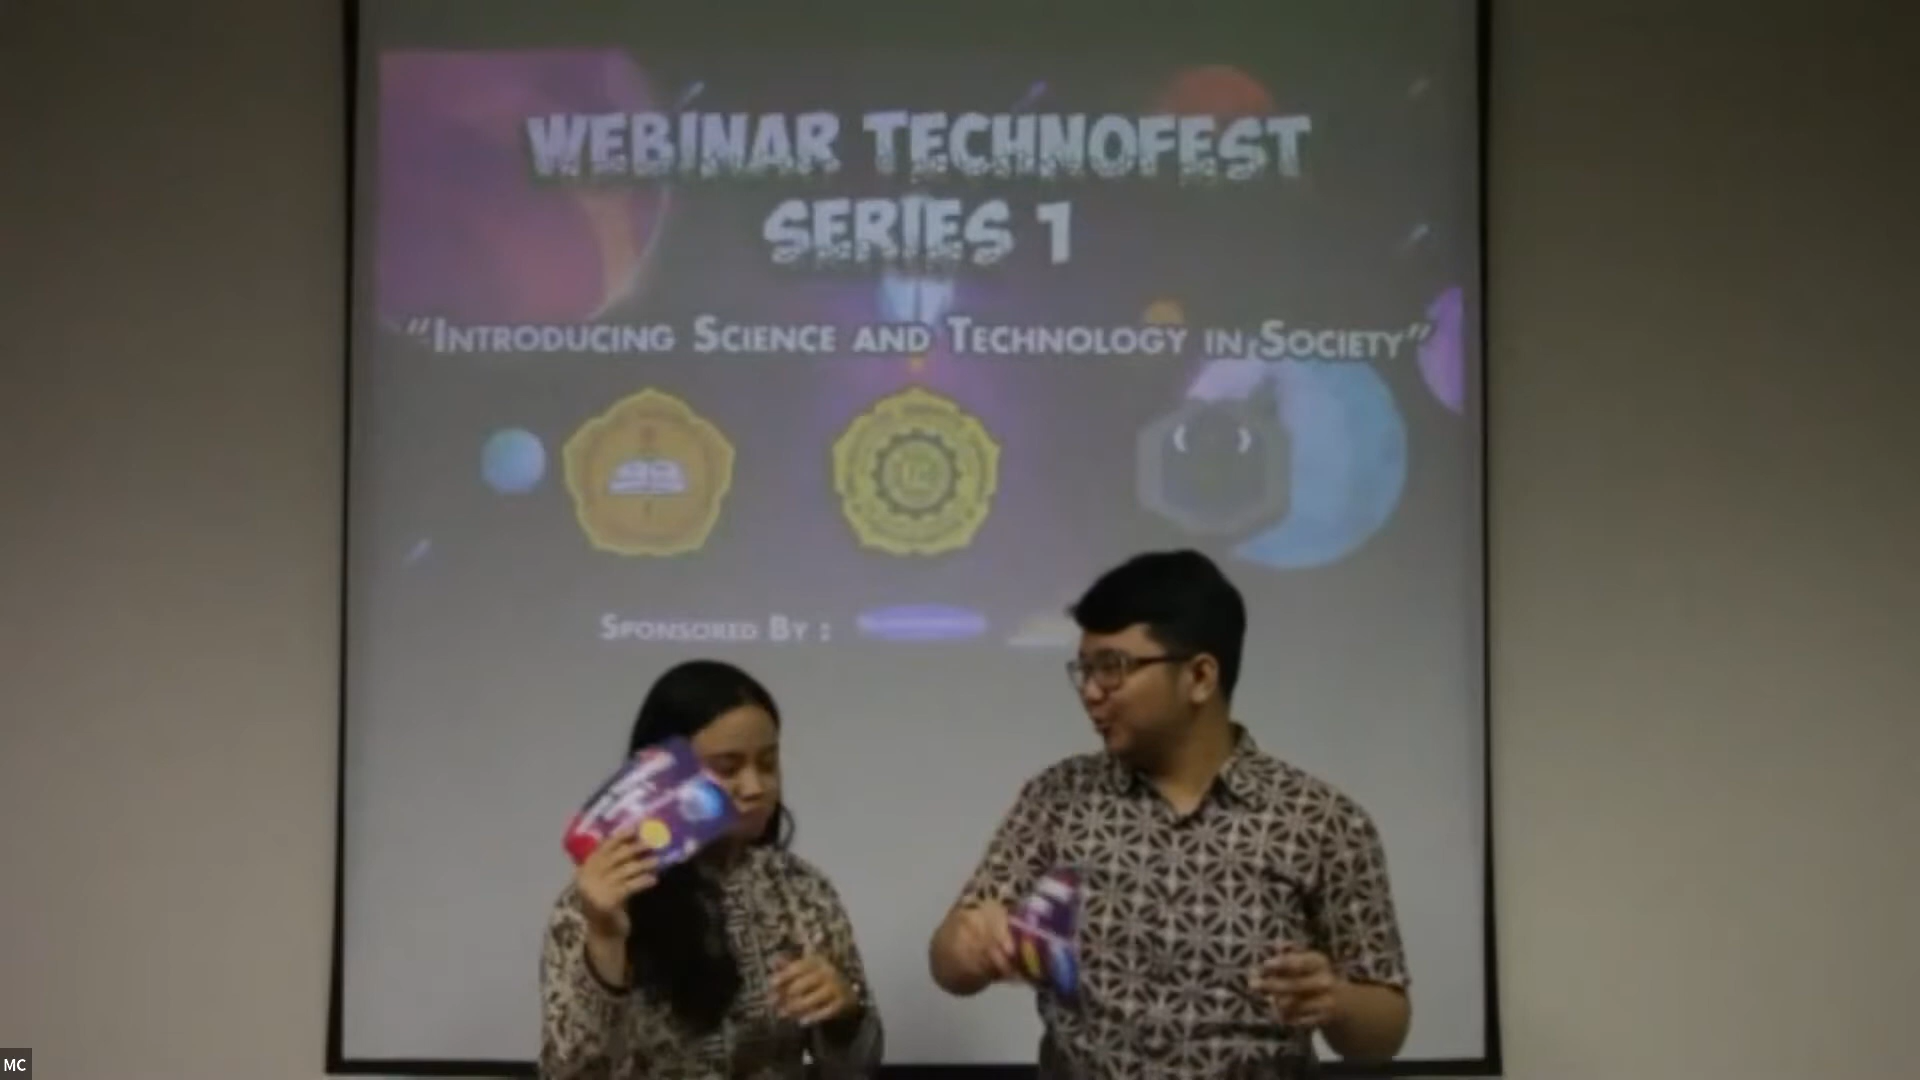 WEBINAR TECHNOFEST
SERIES 1
“INTRODUCING SCIENCE AND TECHNOLOGY IN SOCIETY”
SPONSORED BY :
MC